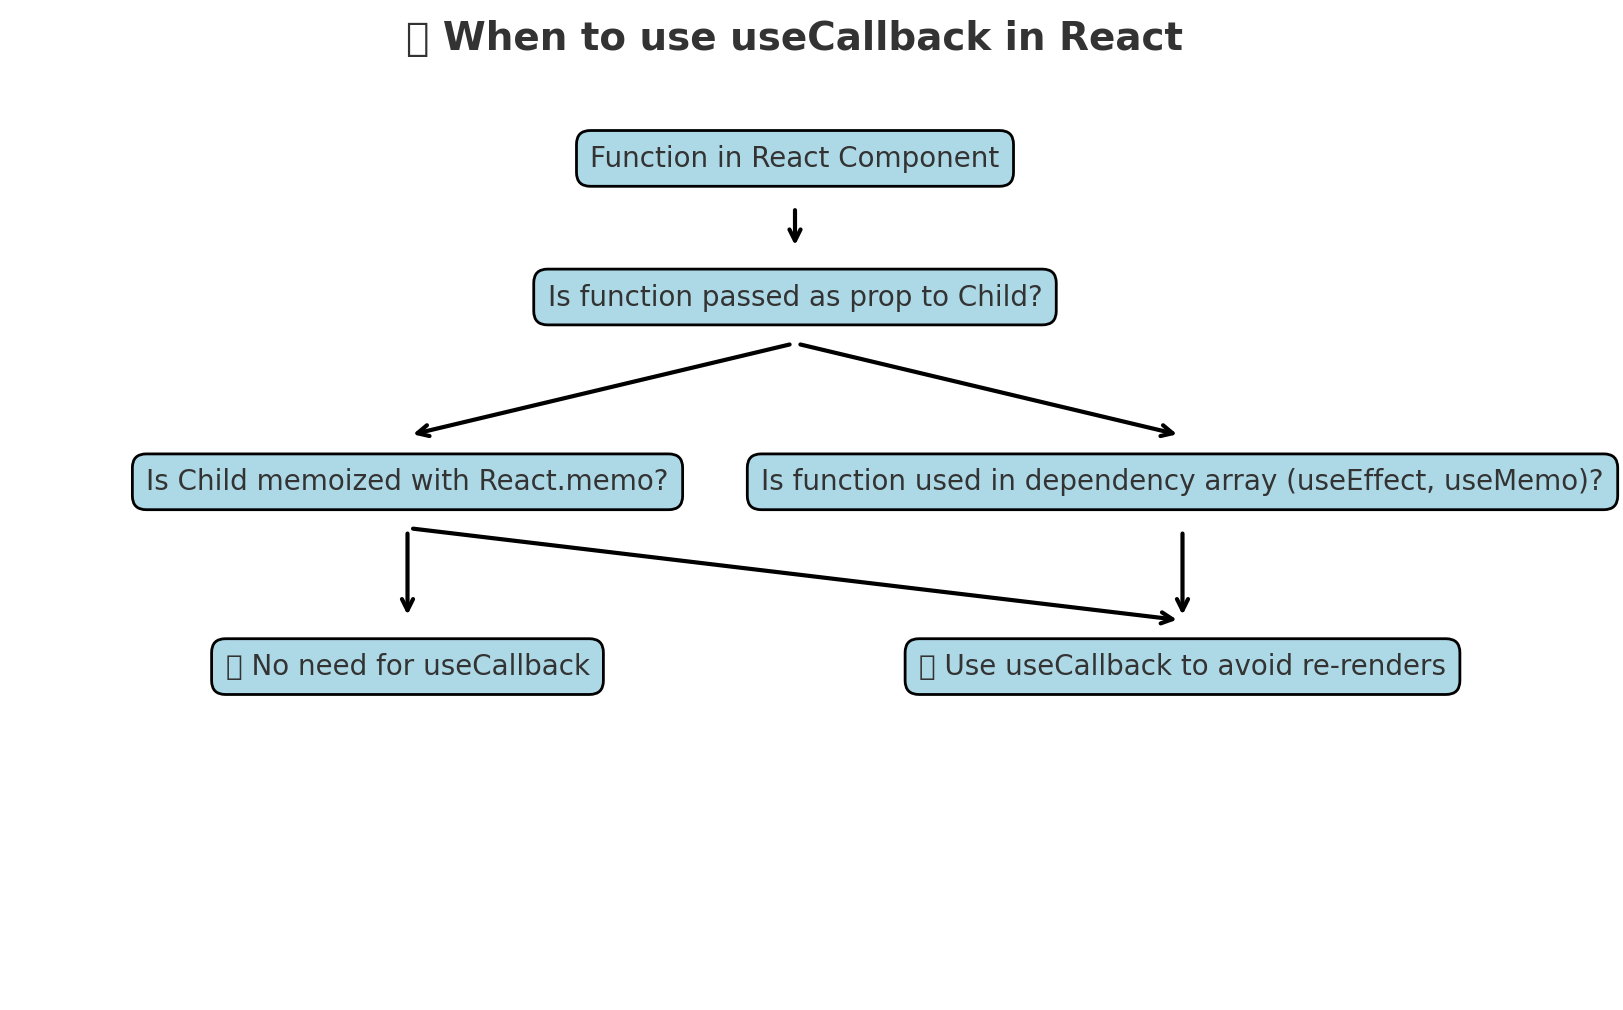 When to use useCallback in React
Function in React Component
Is function passed as prop to Child?
Is Child memoized with React.memo?
Is function used in dependency array (useEffect, useMemo)?
No need for useCallback
Use useCallback to avoid re-renders